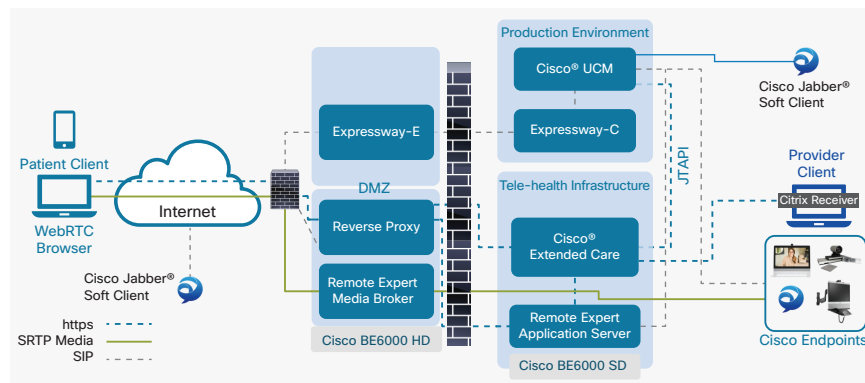 Production Environment
Cisco® UCM
Cisco Jabber®
Soft Client
Expressway-E
Expressway-C
JTAPI
Patient Client
Provider
Client
DMZ
Tele-health Infrastructure
Citrix Receiver
Internet
WebRTC
Browser
Reverse Proxy
Cisco®
Extended Care
Cisco Jabber®
Soft Client
Remote Expert
Media Broker
Remote Expert
Application Server
Cisco Endpoints
https
SRTP Media
SIP
Cisco BE6000 HD
Cisco BE6000 SD